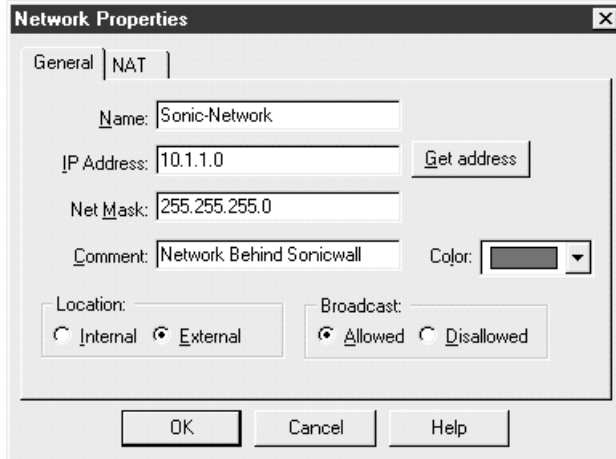 Network Properties
General NAT
Name: Sonic-Network
IP Address: 10.1.1.0 Get address
Net Mask: 255.255.255.0
Comment: Network Behind Sonicwall Color:
Location: Broadcast:
Internal External Allowed Disallowed
OK Cancel Help